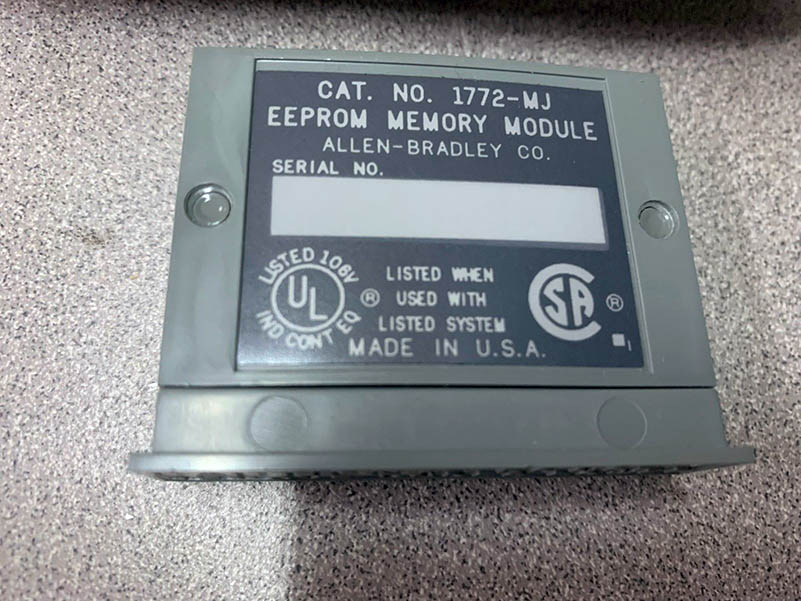 CAT. NO. 1772-MJ
EEPROM MEMORY MODULE
ALLEN-BRADLEY CO.
SERIAL NO.
LISTED 106V
UL ®
IND CONT EQ
LISTED WHEN
USED WITH
LISTED SYSTEM
CSA ®
MADE IN U.S.A.
1